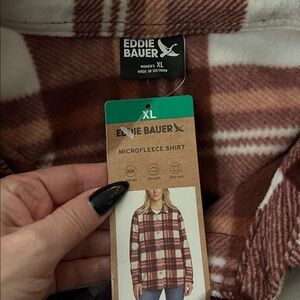 EDDIE
BAUER
WOMEN'S XL
MADE IN VIETNAM
XL
EDDIE BAUER
MICROFLEECE SHIRT